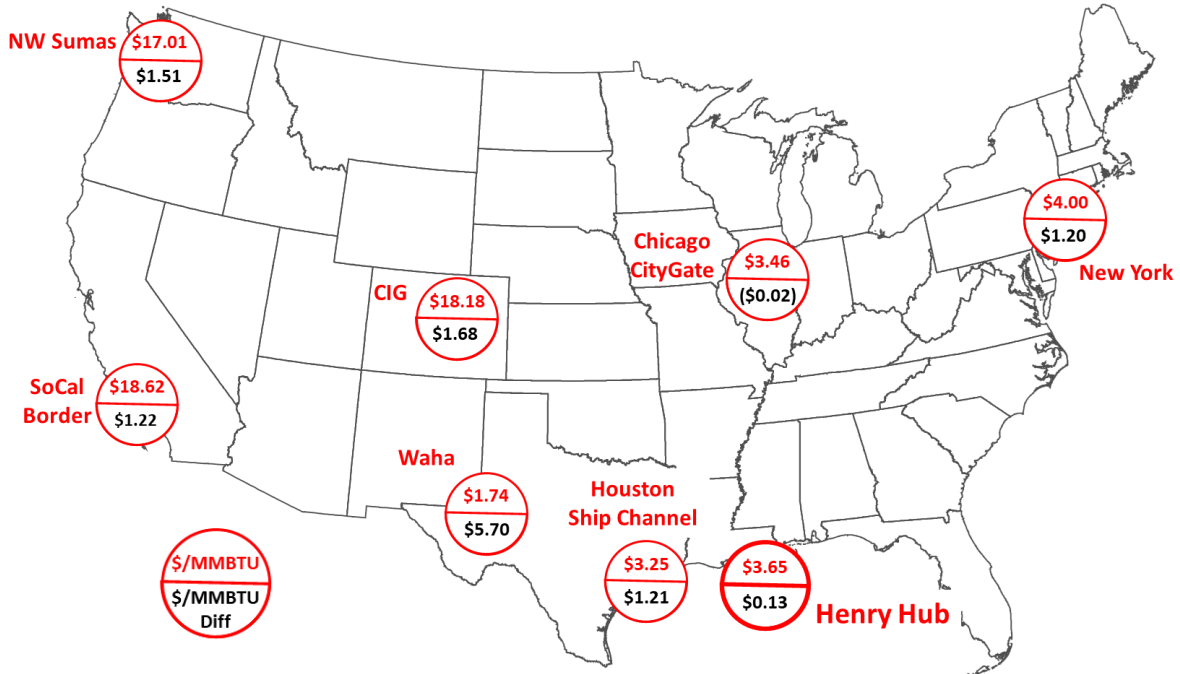 NW Sumas
$17.01
$1.51
$4.00
$1.20
New York
Chicago
CityGate
$3.46
($0.02)
CIG
$18.18
$1.68
SoCal
Border
$18.62
$1.22
Waha
$1.74
$5.70
Houston
Ship Channel
$3.25
$1.21
$3.65
$0.13
Henry Hub
$/MMBTU
$/MMBTU
Diff